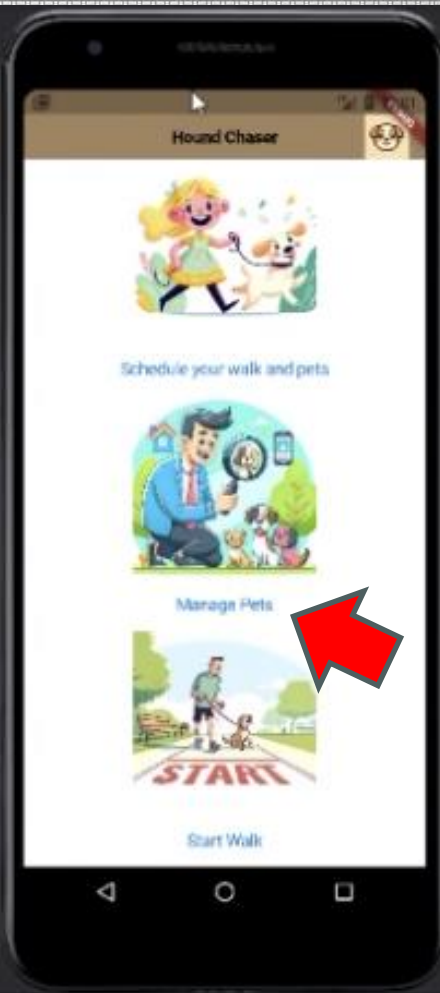 Hound Chaser
Schedule your walk and pets
Manage Pets
START
Start Walk